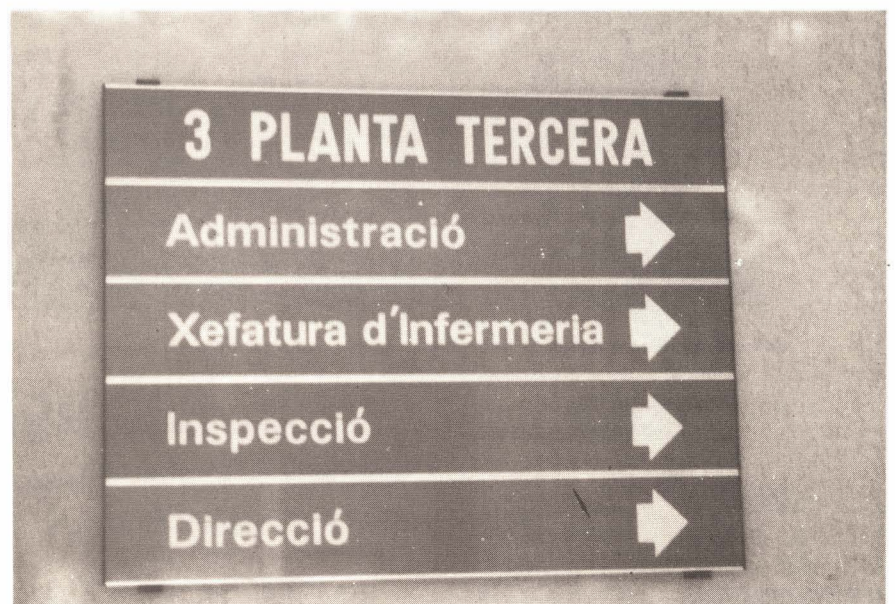 3 PLANTA TERCERA
Administració
Xefatura d'Infermeria
Inspecció
Direcció